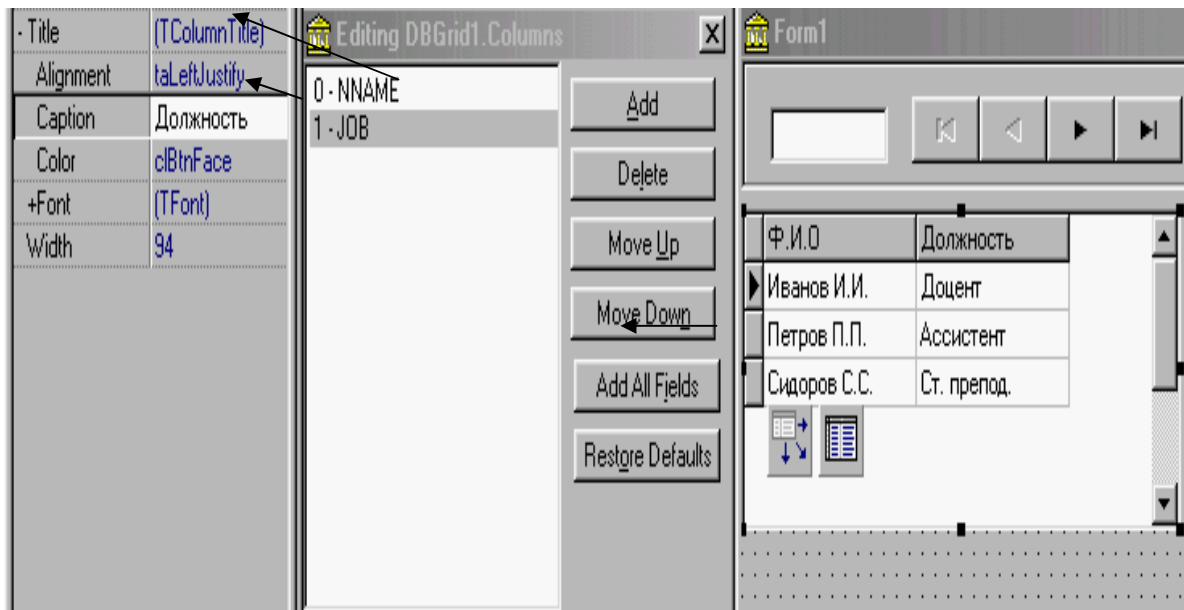 - Title (TColumnTitle)
Alignment taLeftJustify
Caption Должность
Color clBtnFace
+Font (TFont)
Width 94
Editing DBGrid1.Columns
0 - NNAME
1 - JOB
Add
Delete
Move Up
Move Down
Add All Fields
Restore Defaults
Form1
Ф.И.О Должность
Иванов И.И. Доцент
Петров П.П. Ассистент
Сидоров С.С. Ст. препод.